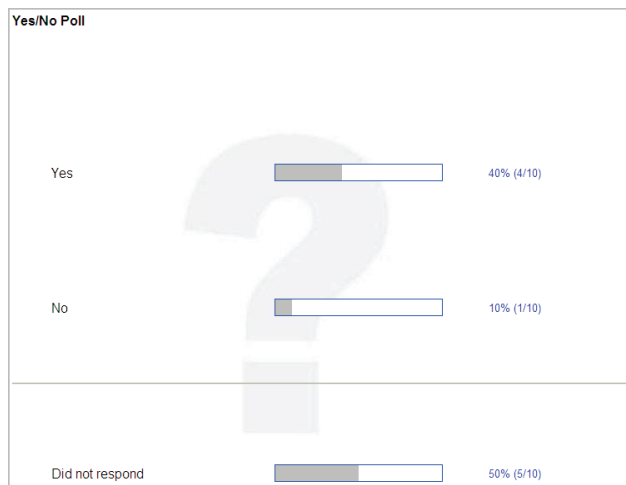 Yes/No Poll
Yes 40% (4/10)
No 10% (1/10)
Did not respond 50% (5/10)